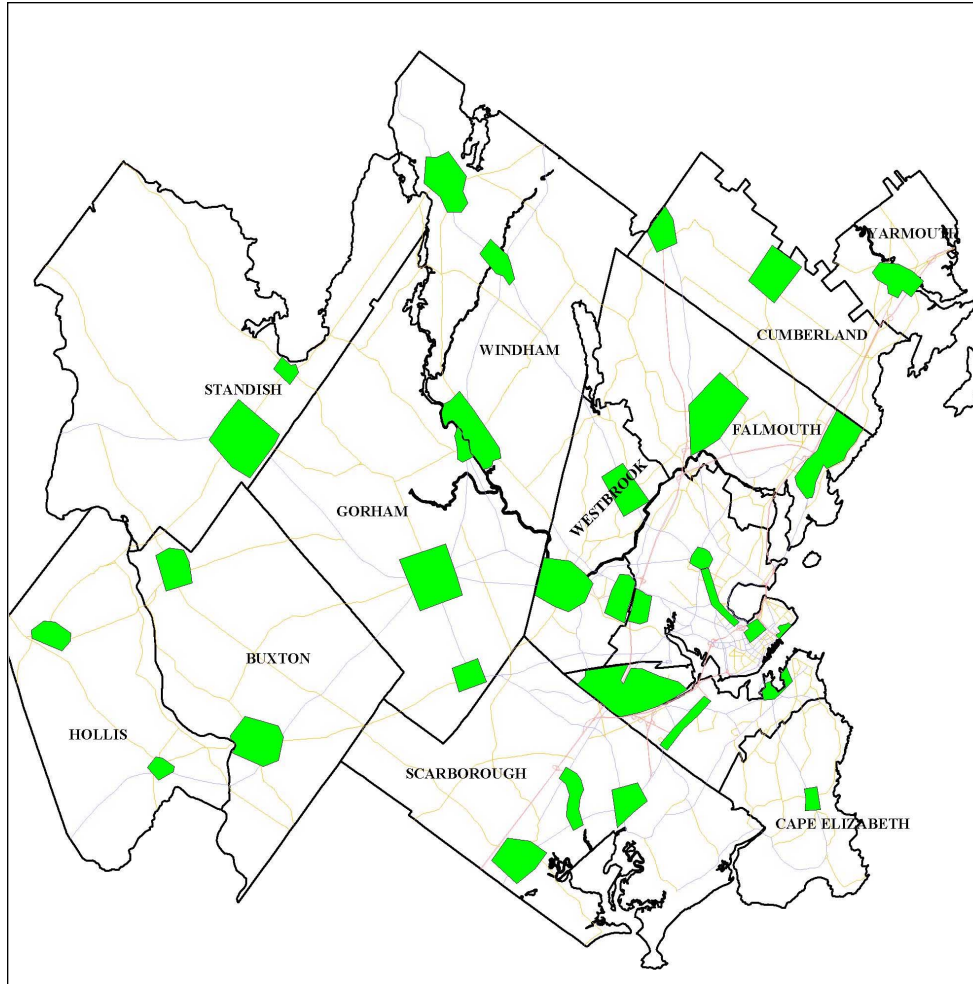 YARMOUTH
CUMBERLAND
WINDHAM
STANDISH
FALMOUTH
WESTBROOK
GORHAM
BUXTON
HOLLIS
SCARBOROUGH
CAPE ELIZABETH